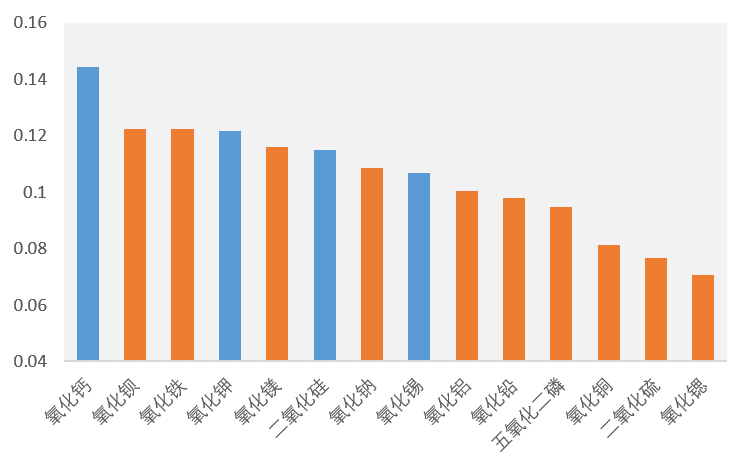 0.16
0.14
0.12
0.1
0.08
0.06
0.04
氧化钙
氧化钡
氧化铁
氧化钾
氧化镁
二氧化硅
氧化钠
氧化锡
氧化铝
氧化铅
五氧化二磷
氧化铜
二氧化硫
氧化锶